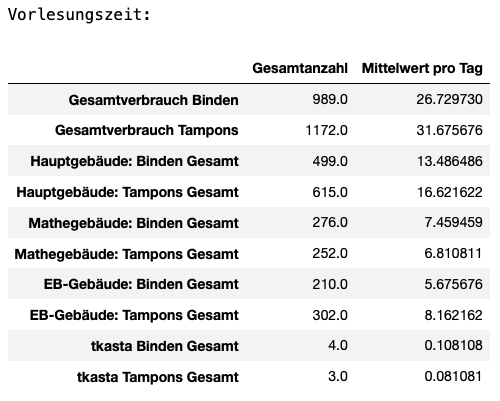 Vorlesungszeit:
Gesamtanzahl Mittelwert pro Tag
Gesamtverbrauch Binden 989.0 26.729730
Gesamtverbrauch Tampons 1172.0 31.675676
Hauptgebäude: Binden Gesamt 499.0 13.486486
Hauptgebäude: Tampons Gesamt 615.0 16.621622
Mathegebäude: Binden Gesamt 276.0 7.459459
Mathegebäude: Tampons Gesamt 252.0 6.810811
EB-Gebäude: Binden Gesamt 210.0 5.675676
EB-Gebäude: Tampons Gesamt 302.0 8.162162
tkasta Binden Gesamt 4.0 0.108108
tkasta Tampons Gesamt 3.0 0.081081